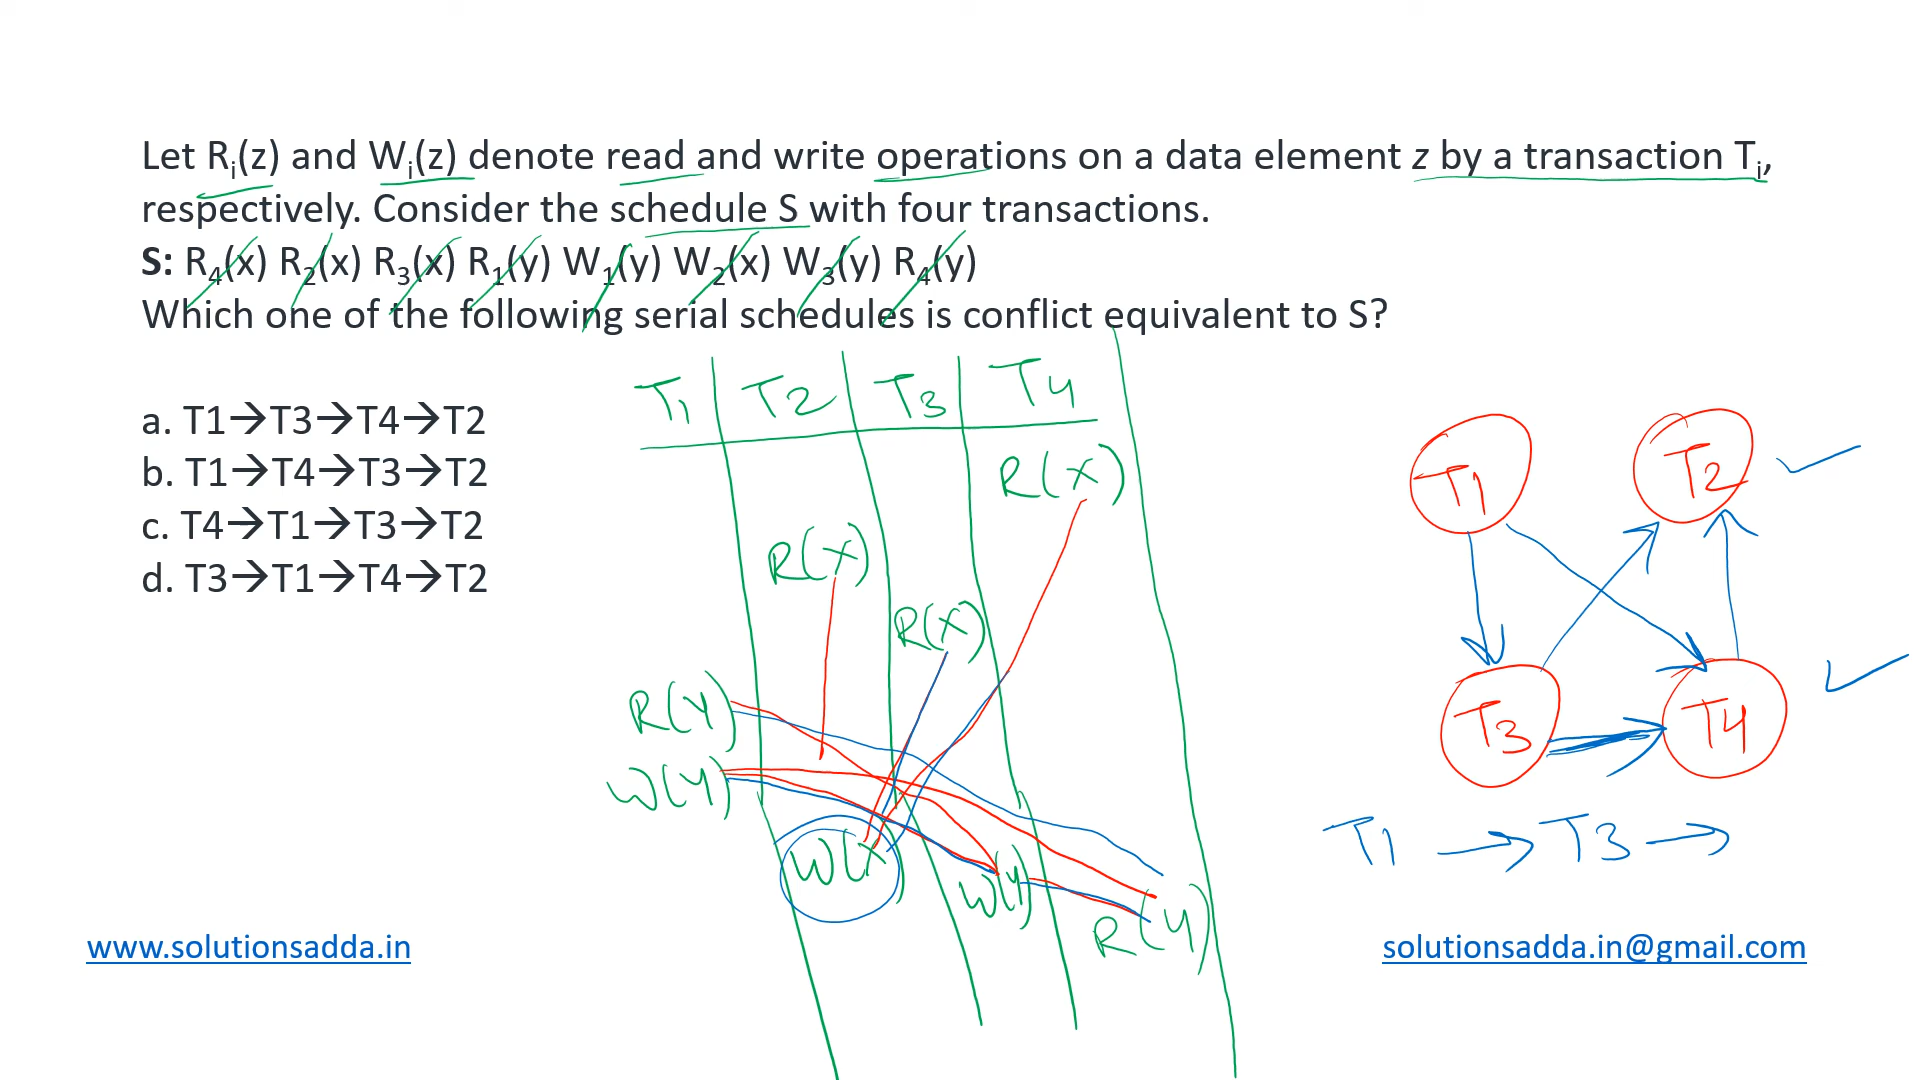 Let Rᵢ(z) and Wᵢ(z) denote read and write operations on a data element z by a transaction Tᵢ,
respectively. Consider the schedule S with four transactions.
S: R₄(x) R₂(x) R₃(x) R₁(y) W₁(y) W₂(x) W₃(y) R₄(y)
Which one of the following serial schedules is conflict equivalent to S?
a. T1→T3→T4→T2
b. T1→T4→T3→T2
c. T4→T1→T3→T2
d. T3→T1→T4→T2
T1 T2 T3 T4
R(x)
R(x)
R(x)
R(y)
W(y)
W(x
W(y)
R(y)
T1 T2
T3 T4
T1 → T3 →
www.solutionsadda.in
solutionsadda.in@gmail.com